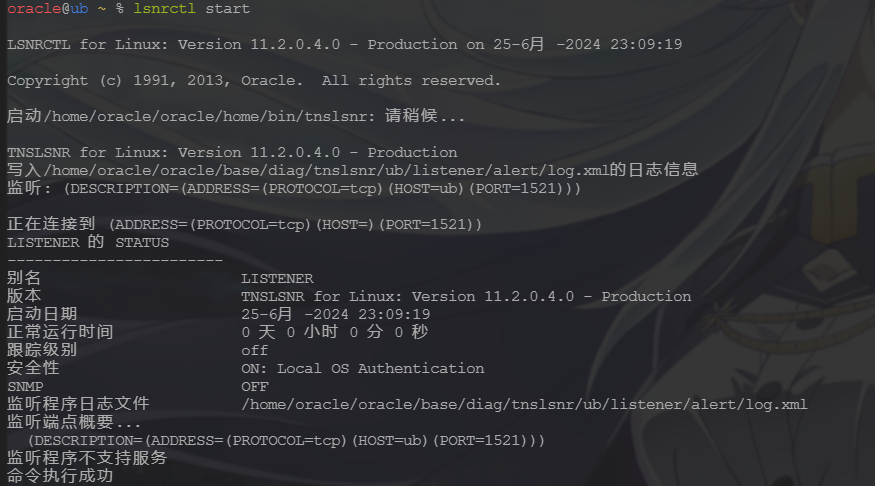 oracle@ub ~ % lsnrctl start
LSNRCTL for Linux: Version 11.2.0.4.0 - Production on 25-6月 -2024 23:09:19
Copyright (c) 1991, 2013, Oracle.  All rights reserved.
启动/home/oracle/oracle/home/bin/tnslsnr: 请稍候...
TNSLSNR for Linux: Version 11.2.0.4.0 - Production
写入/home/oracle/oracle/base/diag/tnslsnr/ub/listener/alert/log.xml的日志信息
监听: (DESCRIPTION=(ADDRESS=(PROTOCOL=tcp)(HOST=ub)(PORT=1521)))
正在连接到 (ADDRESS=(PROTOCOL=tcp)(HOST=)(PORT=1521))
LISTENER 的 STATUS
------------------------
别名                      LISTENER
版本                      TNSLSNR for Linux: Version 11.2.0.4.0 - Production
启动日期                  25-6月 -2024 23:09:19
正常运行时间              0 天 0 小时 0 分 0 秒
跟踪级别                  off
安全性                    ON: Local OS Authentication
SNMP                      OFF
监听程序日志文件          /home/oracle/oracle/base/diag/tnslsnr/ub/listener/alert/log.xml
监听端点概要...
  (DESCRIPTION=(ADDRESS=(PROTOCOL=tcp)(HOST=ub)(PORT=1521)))
监听程序不支持服务
命令执行成功